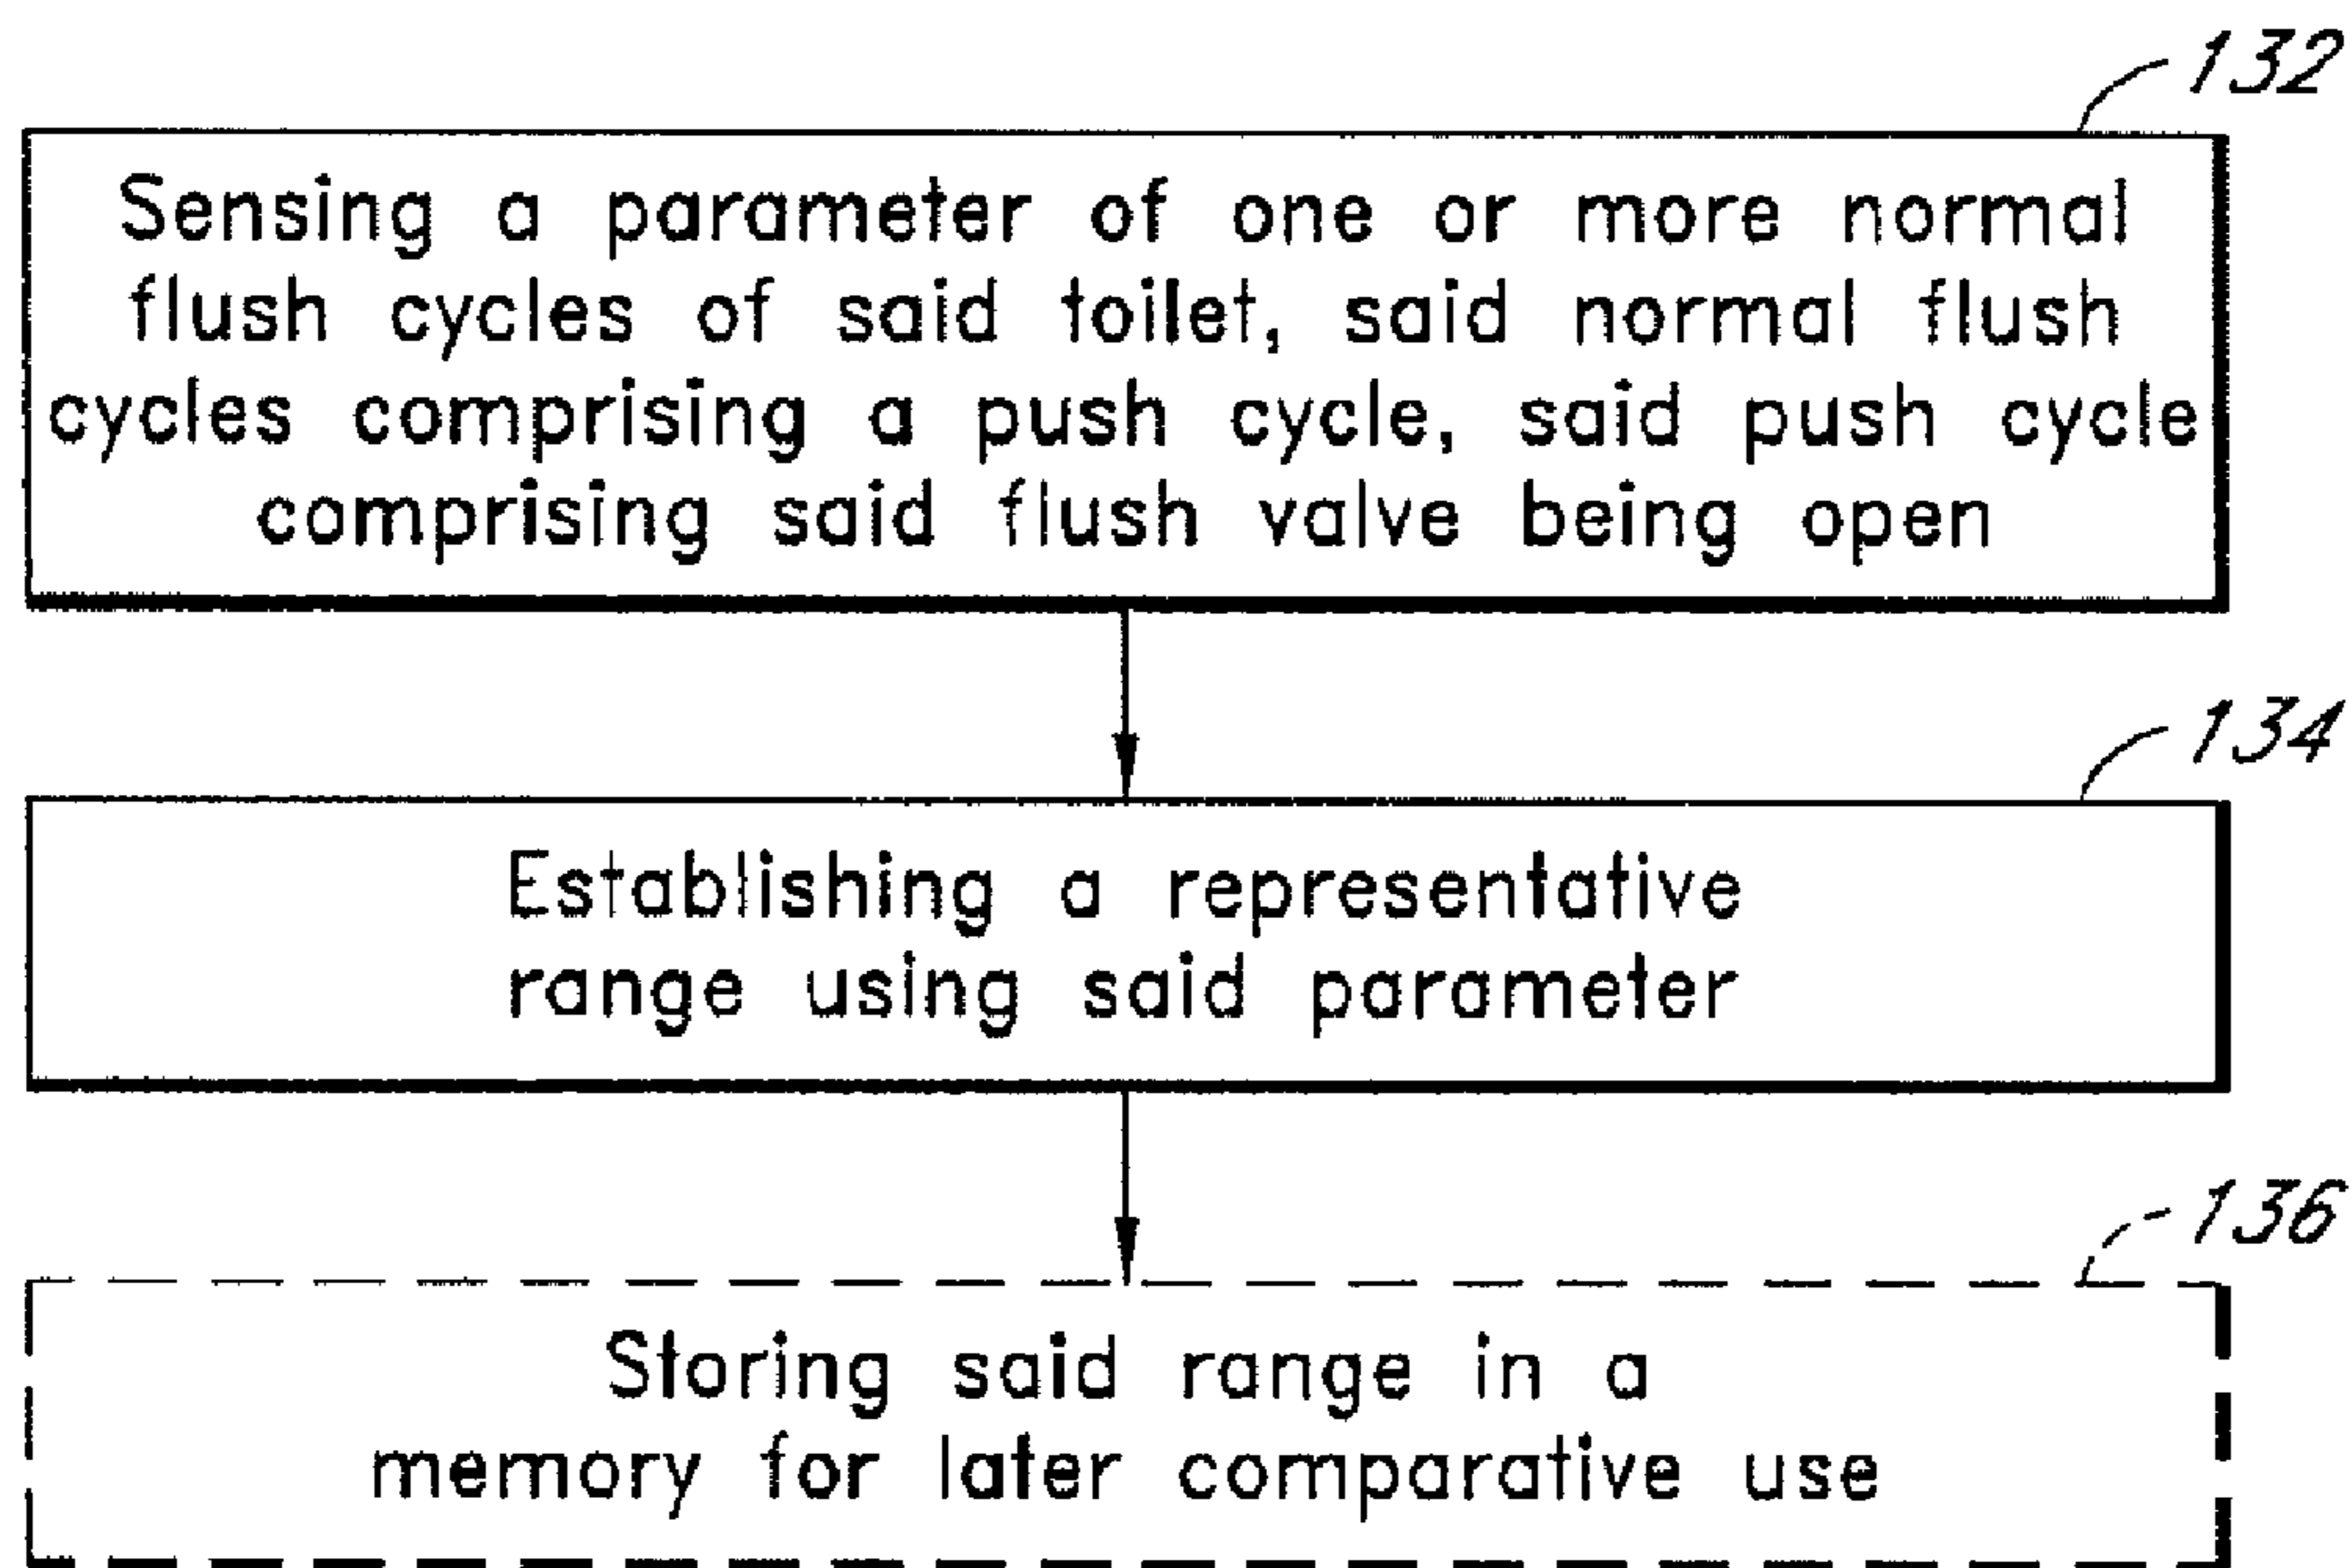 132
Sensing a parameter of one or more normal
flush cycles of said toilet, said normal flush
cycles comprising a push cycle, said push cycle
comprising said flush valve being open
134
Establishing a representative
range using said parameter
136
Storing said range in a
memory for later comparative use